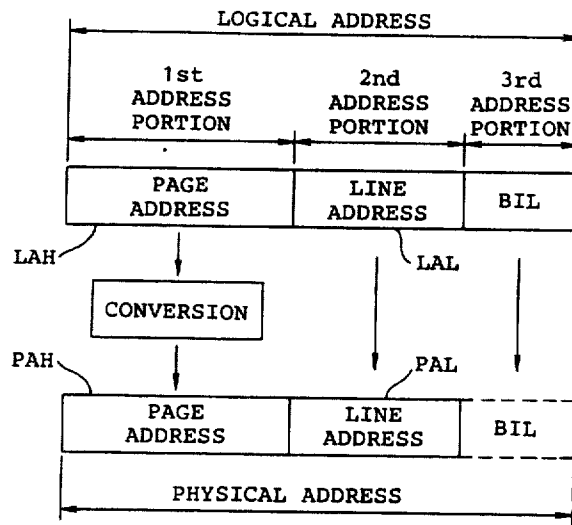 LOGICAL ADDRESS
1st
ADDRESS
PORTION
2nd
ADDRESS
PORTION
3rd
ADDRESS
PORTION
PAGE
ADDRESS
LINE
ADDRESS
BIL
LAH
LAL
CONVERSION
PAH
PAL
PAGE
ADDRESS
LINE
ADDRESS
BIL
PHYSICAL ADDRESS